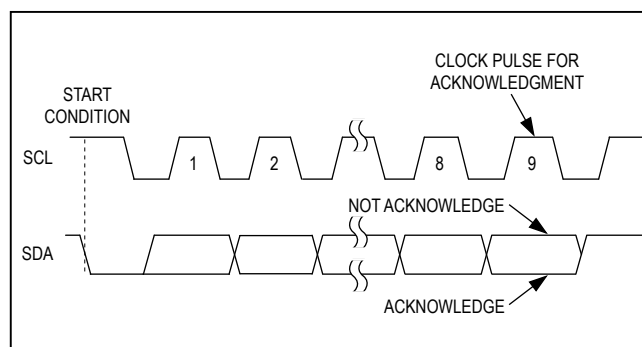 CLOCK PULSE FOR
ACKNOWLEDGMENT
START
CONDITION
SCL
1
2
8
9
NOT ACKNOWLEDGE
SDA
ACKNOWLEDGE